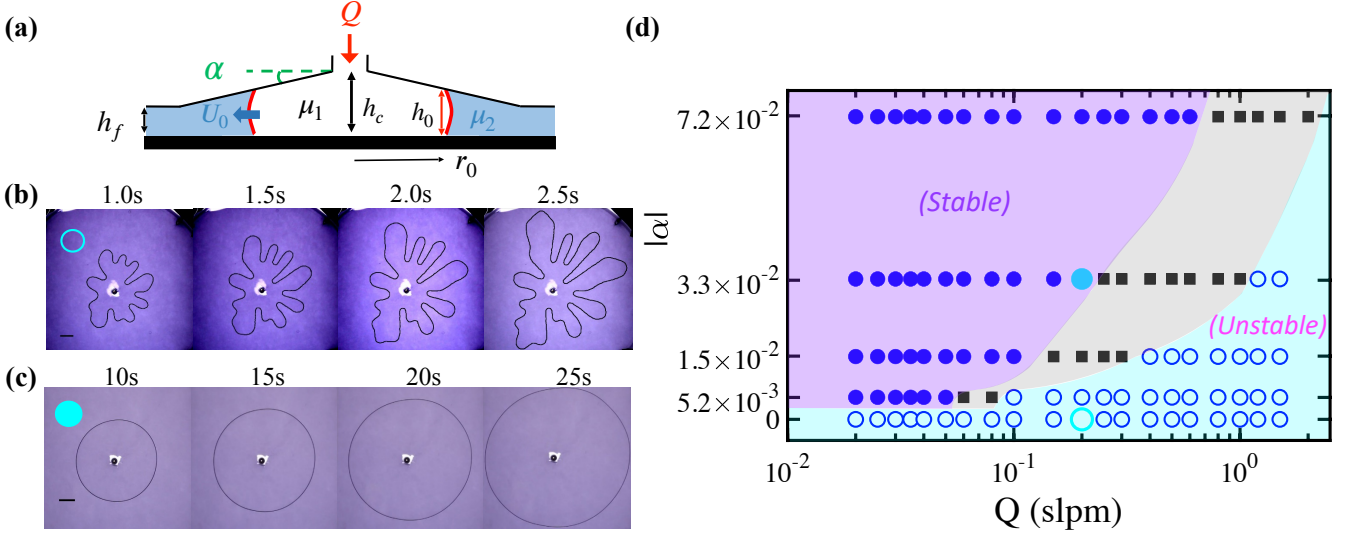 (a)
Q
α
h_f
U_0
μ_1
h_c
h_0
μ_2
r_0
(b)
1.0s 1.5s 2.0s 2.5s
(c)
10s 15s 20s 25s
(d)
|α|
7.2 × 10^{-2}
3.3 × 10^{-2}
1.5 × 10^{-2}
5.2 × 10^{-3}
0
(Stable)
(Unstable)
10^{-2} 10^{-1} 10^{0}
Q (slpm)